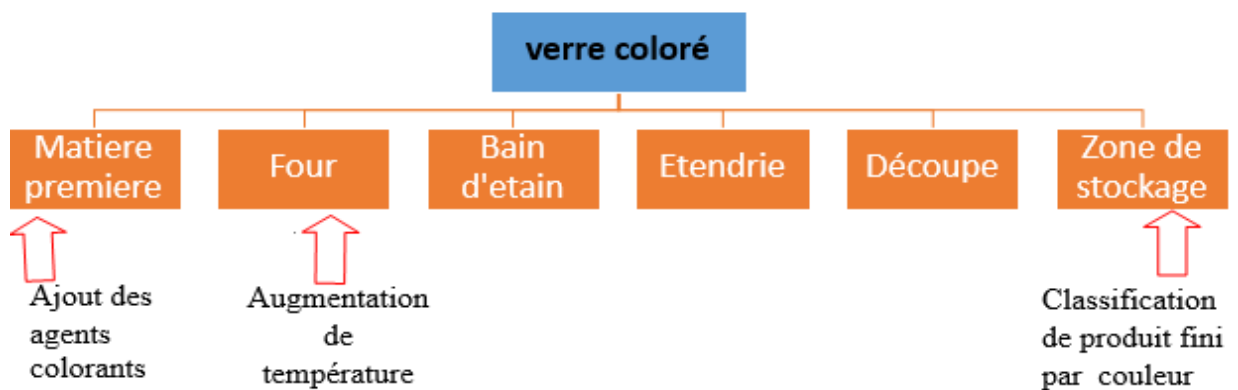 verre coloré
Matiere
premiere
Four
Bain
d'etain
Etendrie
Découpe
Zone de
stockage
Ajout des
agents
colorants
Augmentation
de
température
Classification
de produit fini
par couleur